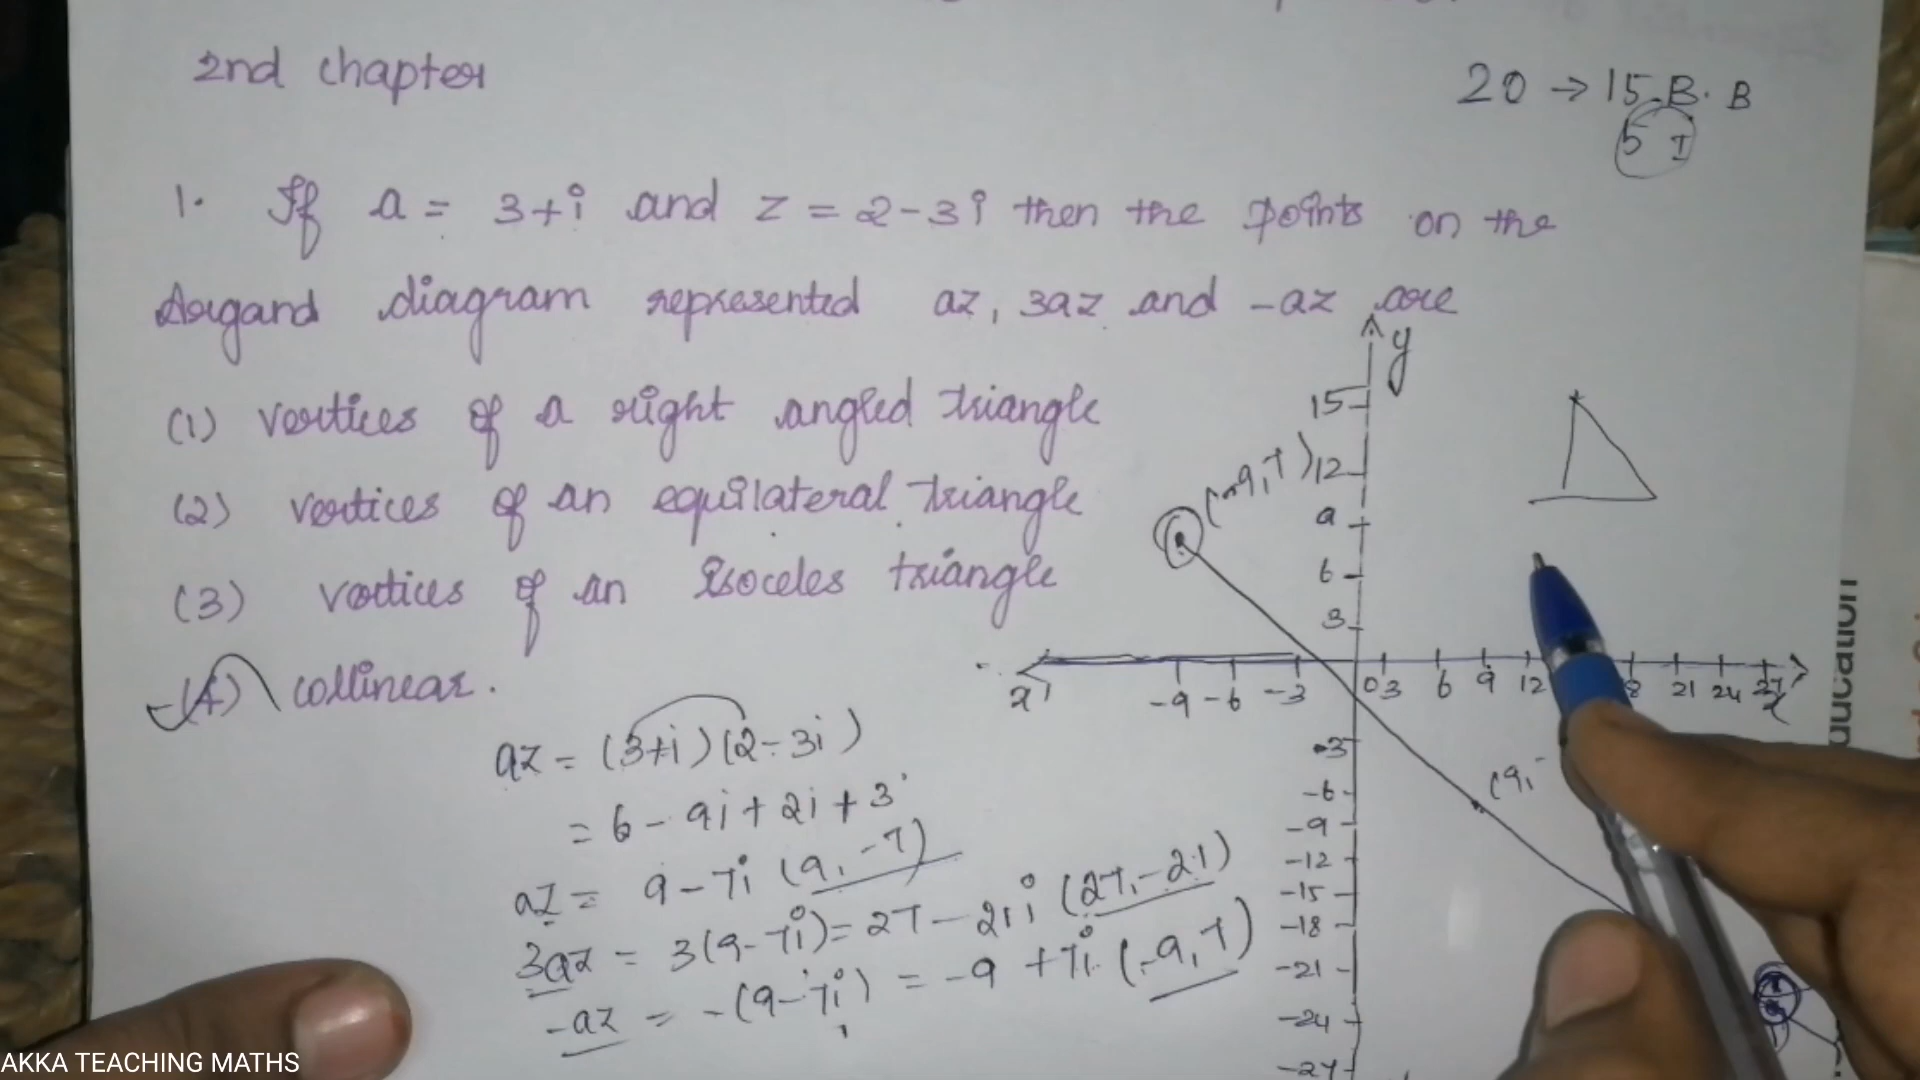 2nd chapter
20 → 15 B. B
5 I
1. If a = 3+i and z = 2-3i then the points on the
Argand diagram represented az, 3az and -az are
(1) vertices of a right angled triangle
(2) vertices of an equilateral triangle
(3) vertices of an Isoceles triangle
(4) collinear.
az = (3+i)(2-3i)
= 6-9i+2i+3
az = 9-7i (9,-7)
3az = 3(9-7i) = 27-21i (27,-21)
-az = -(9-7i) = -9+7i (-9,7)
y
15
12
9
6
3
(-9,7)
x' -9 -6 -3 0 3 6 9 12 18 21 24 27 x
-3
-6
-9
-12
-15
-18
-21
-24
-27
(9,-
ducation
AKKA TEACHING MATHS